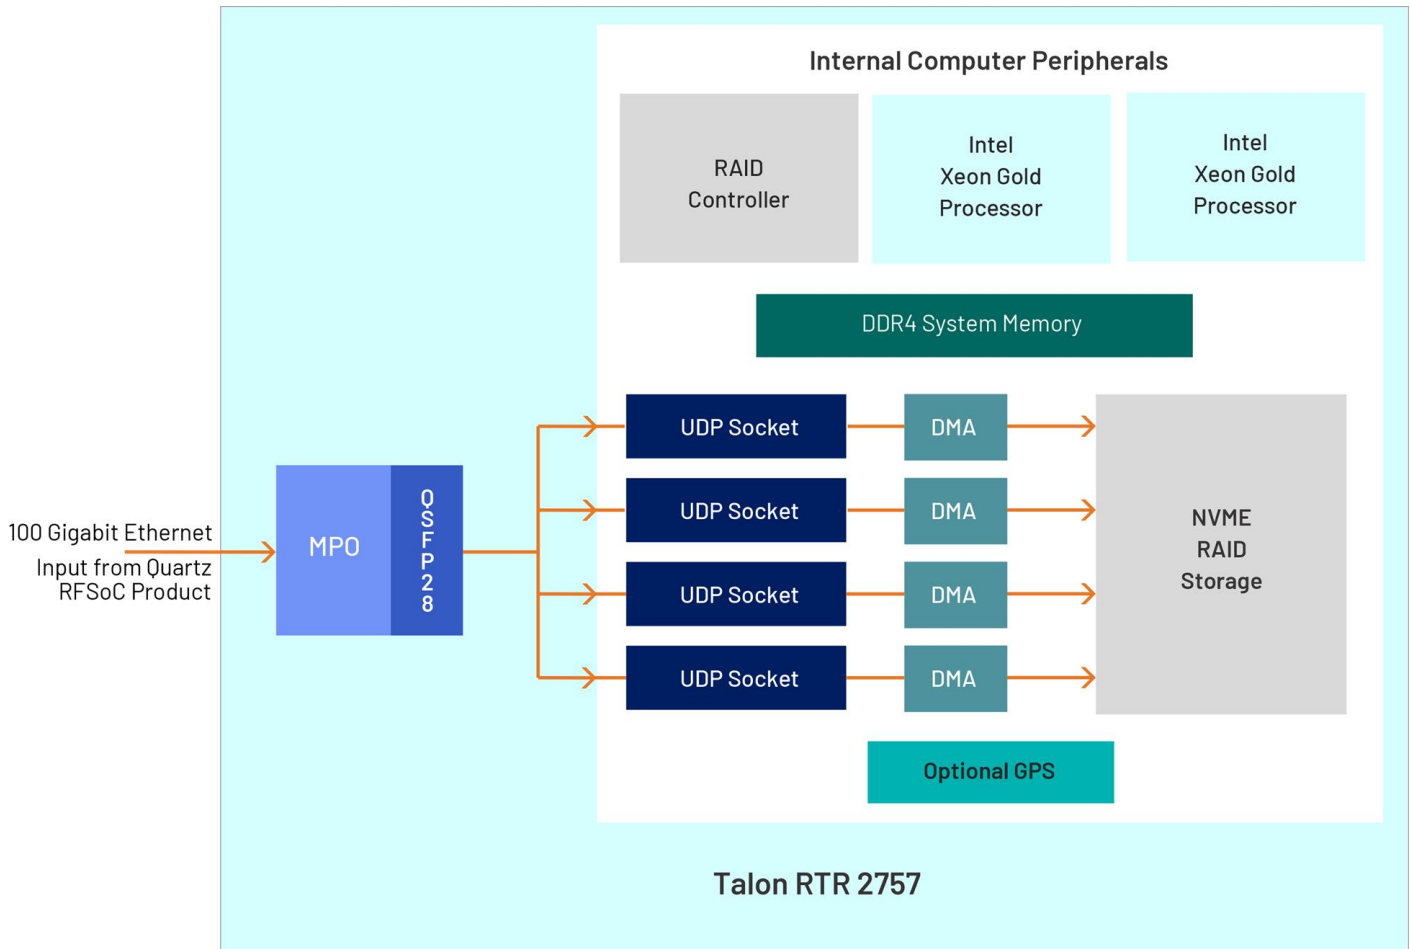 Internal Computer Peripherals
RAID
Controller
Intel
Xeon Gold
Processor
Intel
Xeon Gold
Processor
DDR4 System Memory
UDP Socket
DMA
UDP Socket
DMA
UDP Socket
DMA
UDP Socket
DMA
NVME
RAID
Storage
100 Gigabit Ethernet
Input from Quartz
RFSoC Product
MPO
QSFP28
Optional GPS
Talon RTR 2757